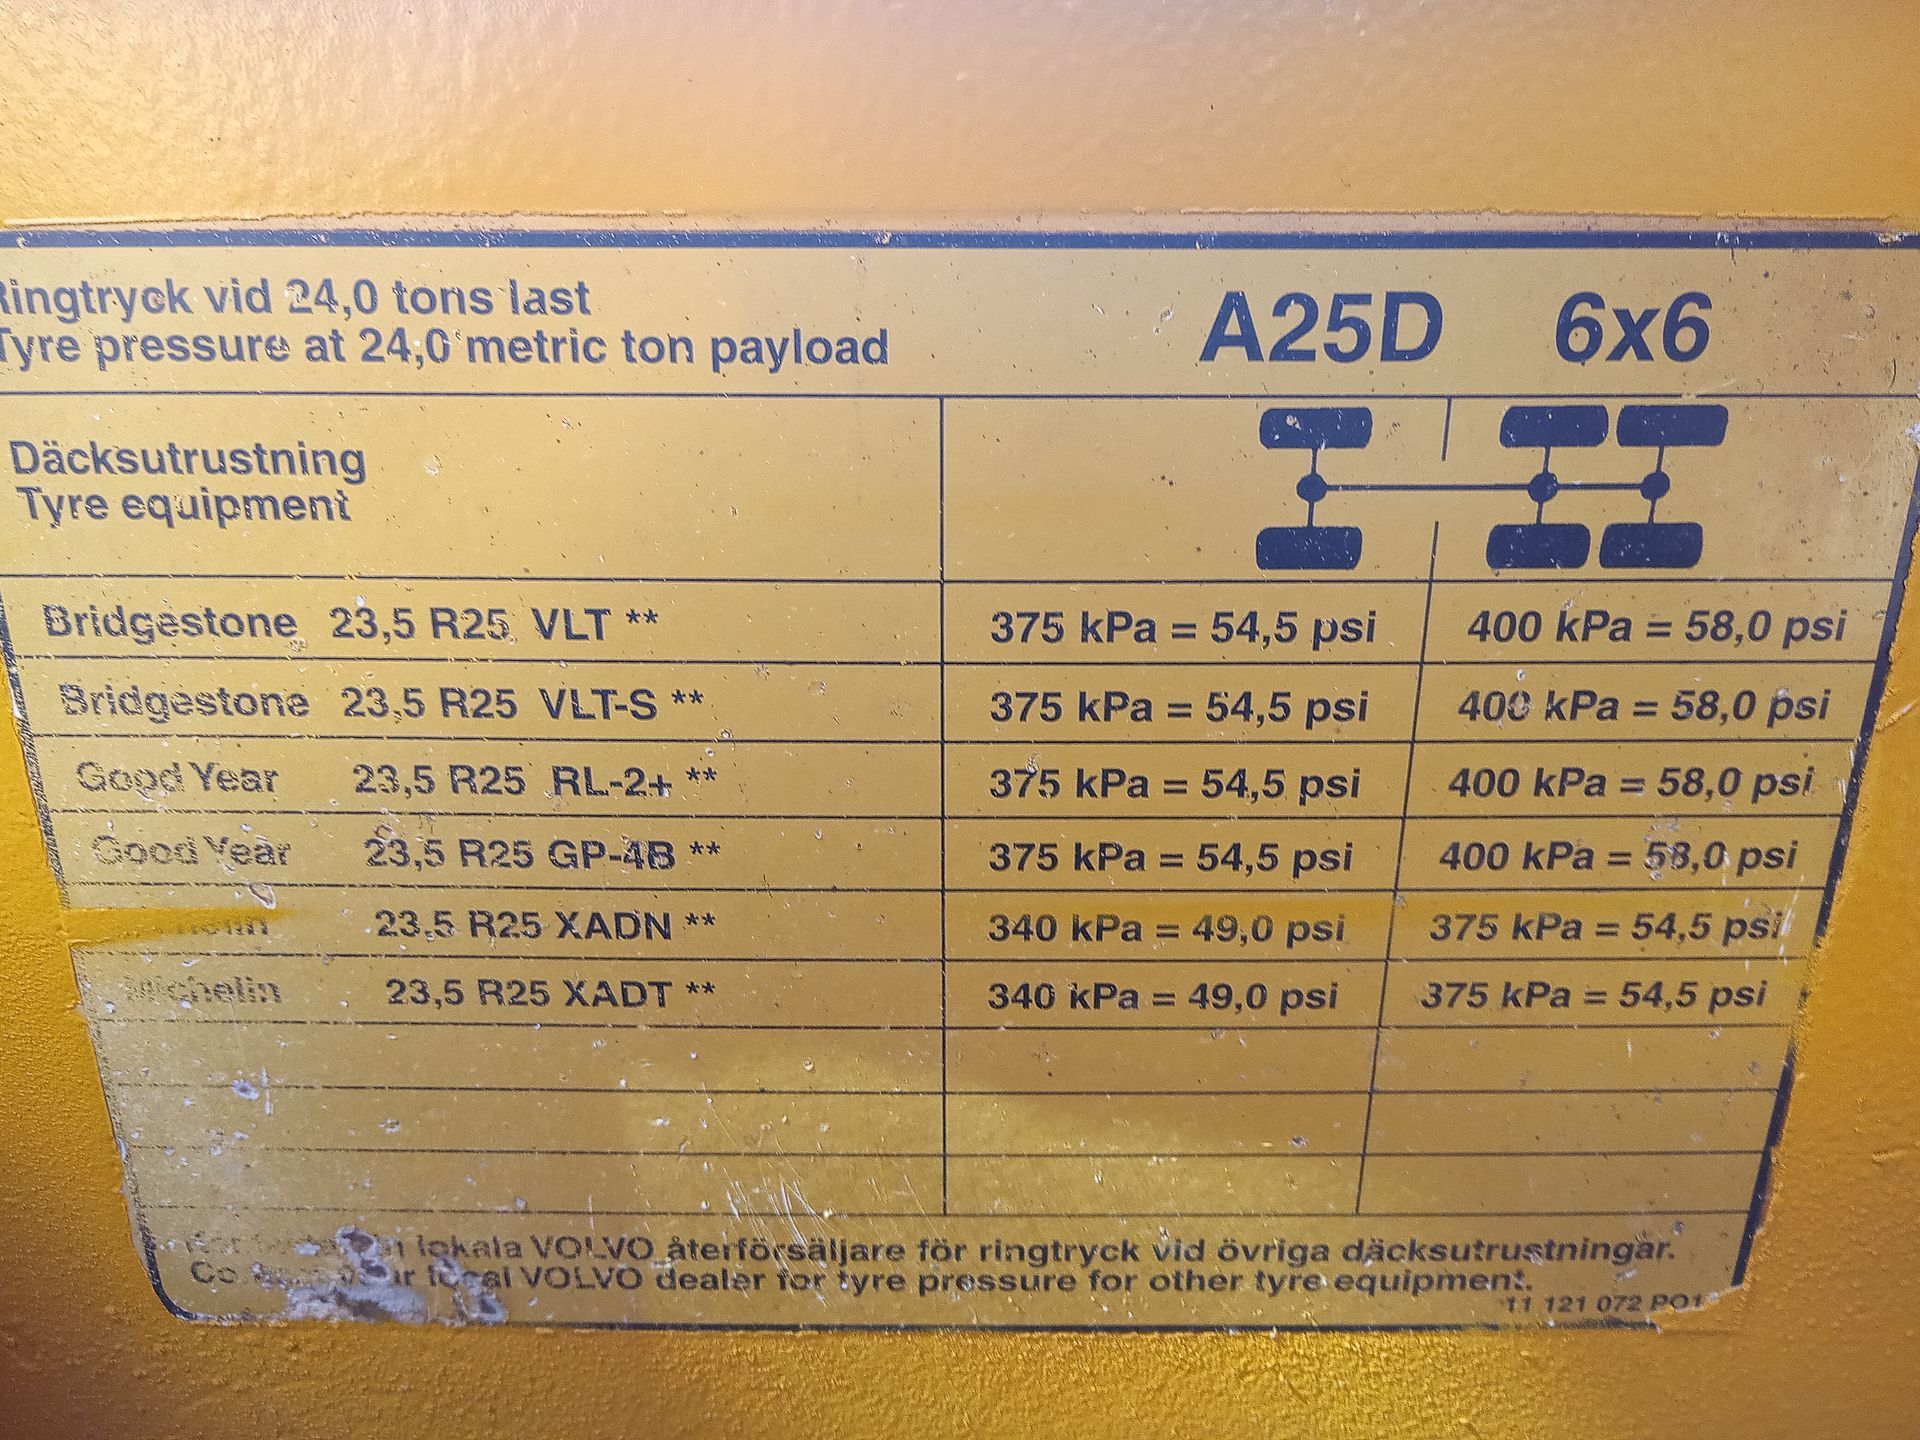 Ringtryck vid 24,0 tons last
Tyre pressure at 24,0 metric ton payload
A25D 6x6
Däcksutrustning
Tyre equipment
Bridgestone 23,5 R25 VLT ** 375 kPa = 54,5 psi 400 kPa = 58,0 psi
Bridgestone 23,5 R25 VLT-S ** 375 kPa = 54,5 psi 400 kPa = 58,0 psi
Good Year 23,5 R25 RL-2+ ** 375 kPa = 54,5 psi 400 kPa = 58,0 psi
Good Year 23,5 R25 GP-4B ** 375 kPa = 54,5 psi 400 kPa = 58,0 psi
23,5 R25 XADN ** 340 kPa = 49,0 psi 375 kPa = 54,5 psi
Michelin 23,5 R25 XADT ** 340 kPa = 49,0 psi 375 kPa = 54,5 psi
lokala VOLVO återförsäljare för ringtryck vid övriga däcksutrustningar.
local VOLVO dealer for tyre pressure for other tyre equipment.
11 121 072 PO1